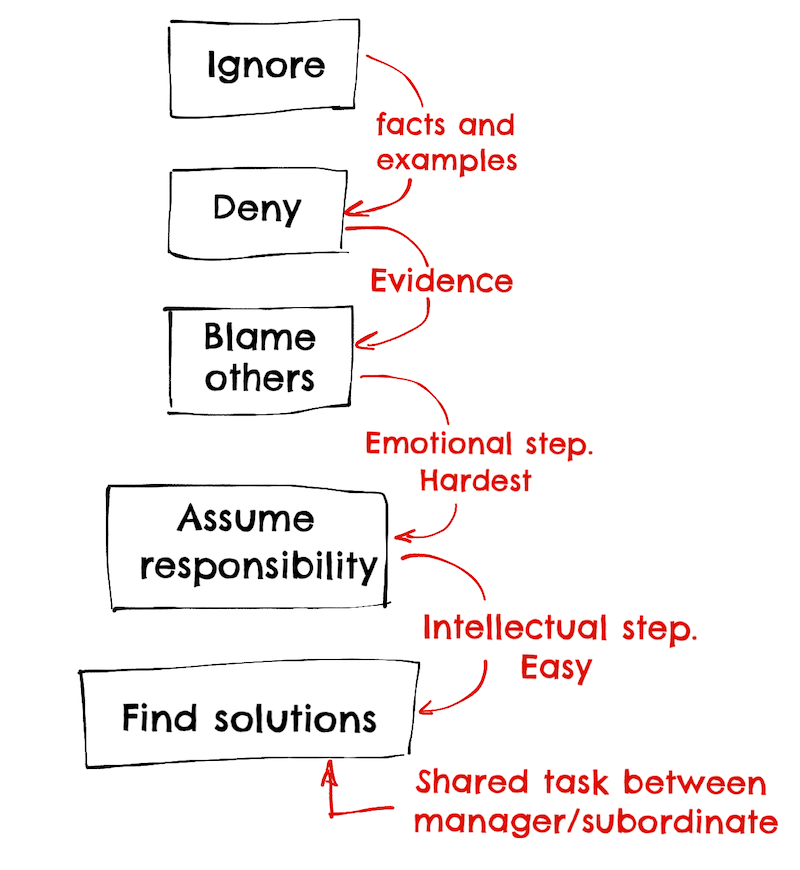 Ignore
facts and
examples
Deny
Evidence
Blame
others
Emotional step.
Hardest
Assume
responsibility
Intellectual step.
Easy
Find solutions
Shared task between
manager/subordinate